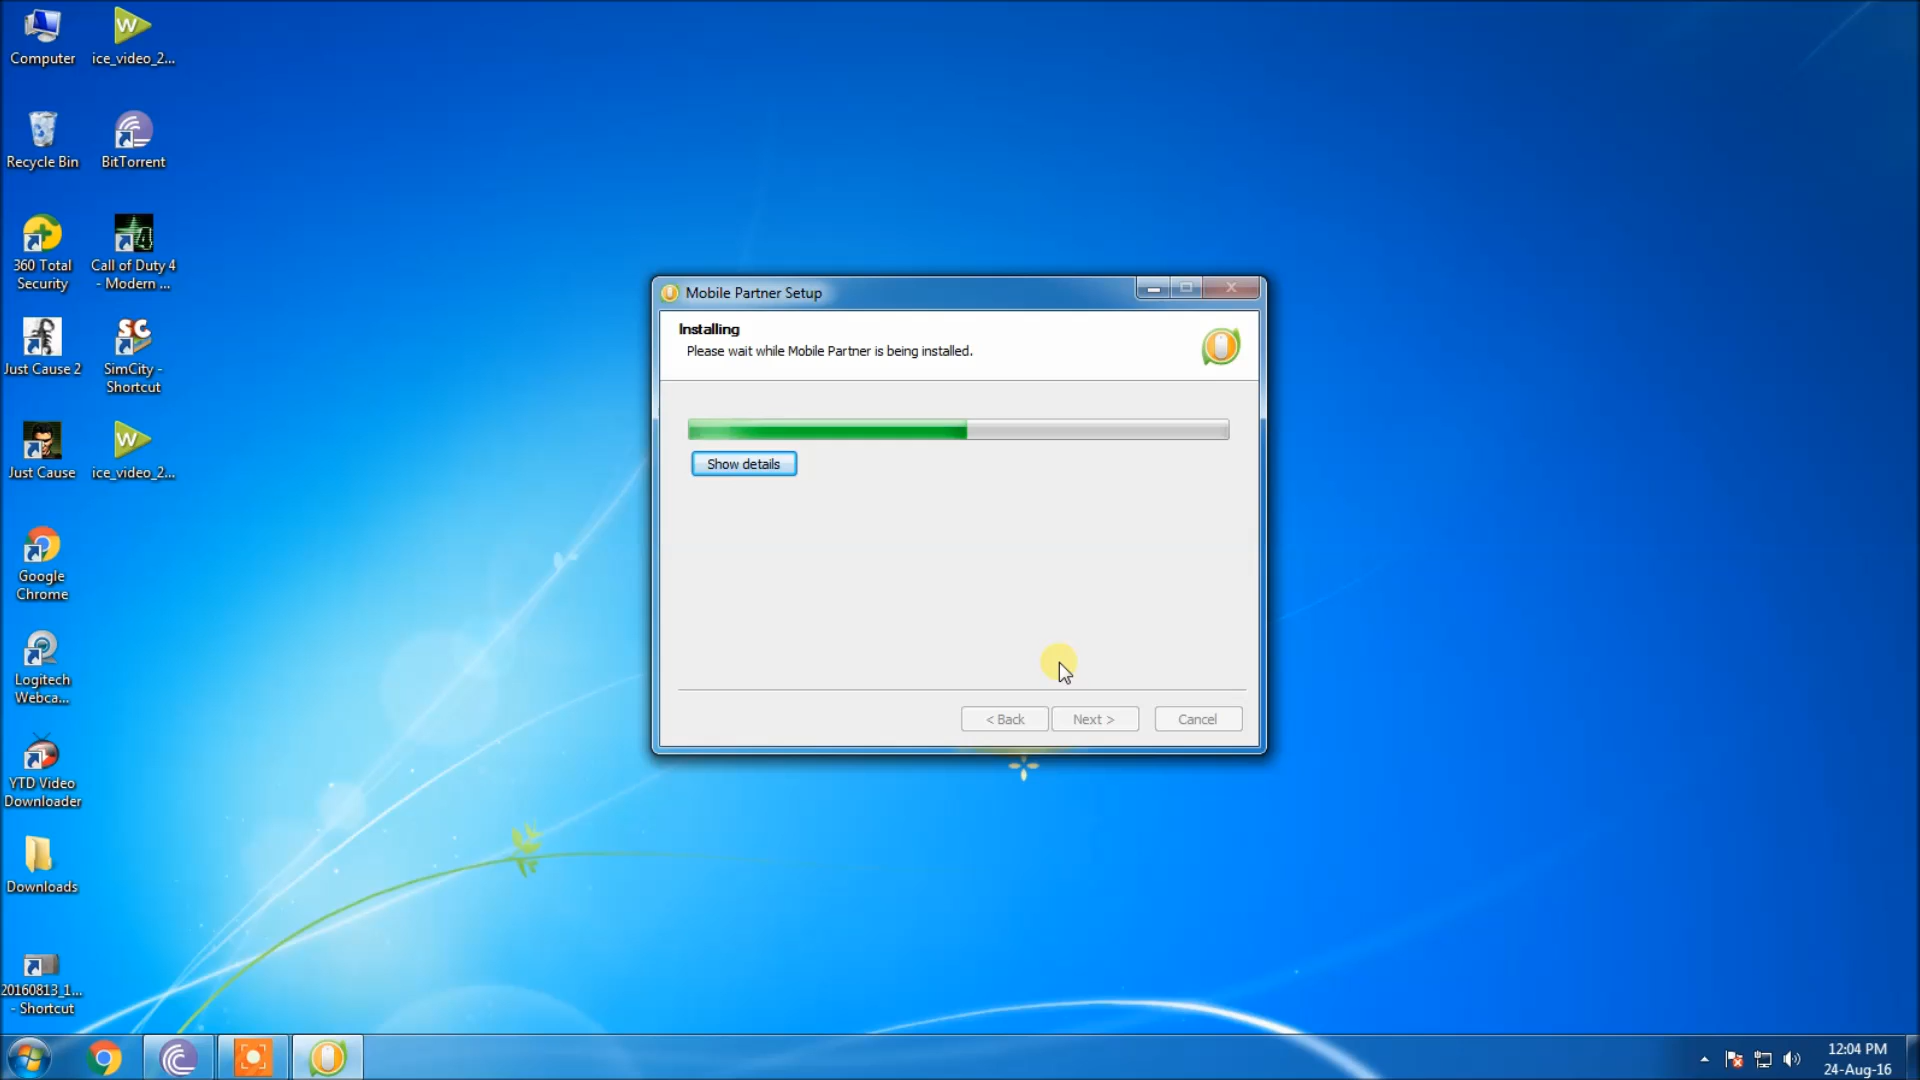 Computer
ice_video_2...
Recycle Bin
BitTorrent
360 Total
Security
Call of Duty 4
- Modern ...
Just Cause 2
SimCity -
Shortcut
Just Cause
ice_video_2...
Google
Chrome
Logitech
Webca...
YTD Video
Downloader
Downloads
20160813_1...
- Shortcut
Mobile Partner Setup
Installing
Please wait while Mobile Partner is being installed.
Show details
< Back
Next >
Cancel
12:04 PM
24-Aug-16